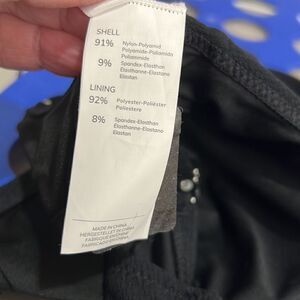 SHELL
91% Nylon-Polyamid
Polyamide-Poliamida
Poliammide
9% Spandex-Elasthan
Élasthanne-Elastano
Elastan
LINING
92% Polyester-Poliéster
Poliestere
8% Spandex-Elasthan
Élasthanne-Elastano
Elastan
MADE IN CHINA
HERGESTELLT IN CHINA
FABRIQUÉ EN CHINE
FABRICADO EN CHINA